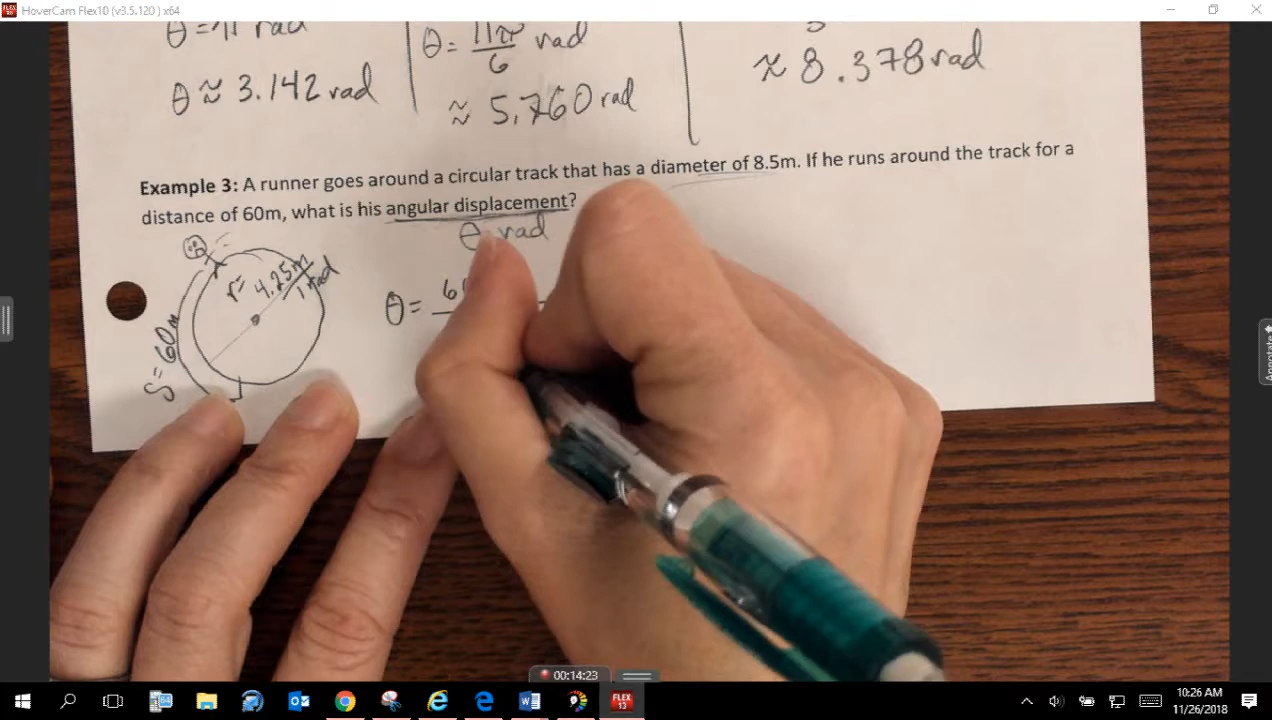 HoverCam Flex10 (v3.5.120 ) x64
θ = π rad
θ ≈ 3.142 rad
θ = 11π/6 rad
≈ 5.760 rad
≈ 8.378 rad
Example 3: A runner goes around a circular track that has a diameter of 8.5m. If he runs around the track for a
distance of 60m, what is his angular displacement?
θ rad
r= 4.25m
1 rad
S=60m
θ =
Annotate
00:14:23
FLEX
13
10:26 AM
11/26/2018